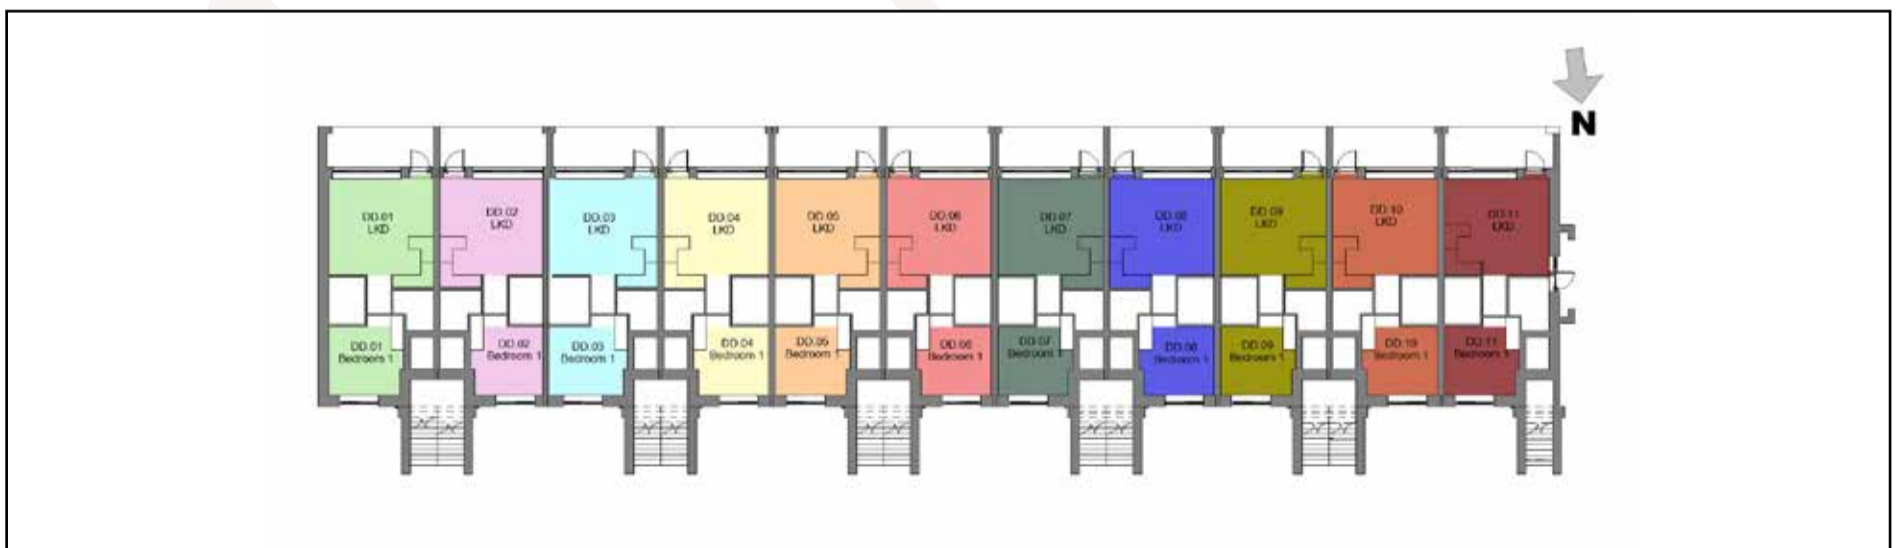 N
DD.01
LKD
DD.02
LKD
DD.03
LKD
DD.04
LKD
DD.05
LKD
DD.06
LKD
DD.07
LKD
DD.08
LKD
DD.09
LKD
DD.10
LKD
DD.11
LKD
DD.01
Bedroom 1
DD.02
Bedroom 1
DD.03
Bedroom 1
DD.04
Bedroom 1
DD.05
Bedroom 1
DD.06
Bedroom 1
DD.07
Bedroom 1
DD.08
Bedroom 1
DD.09
Bedroom 1
DD.10
Bedroom 1
DD.11
Bedroom 1